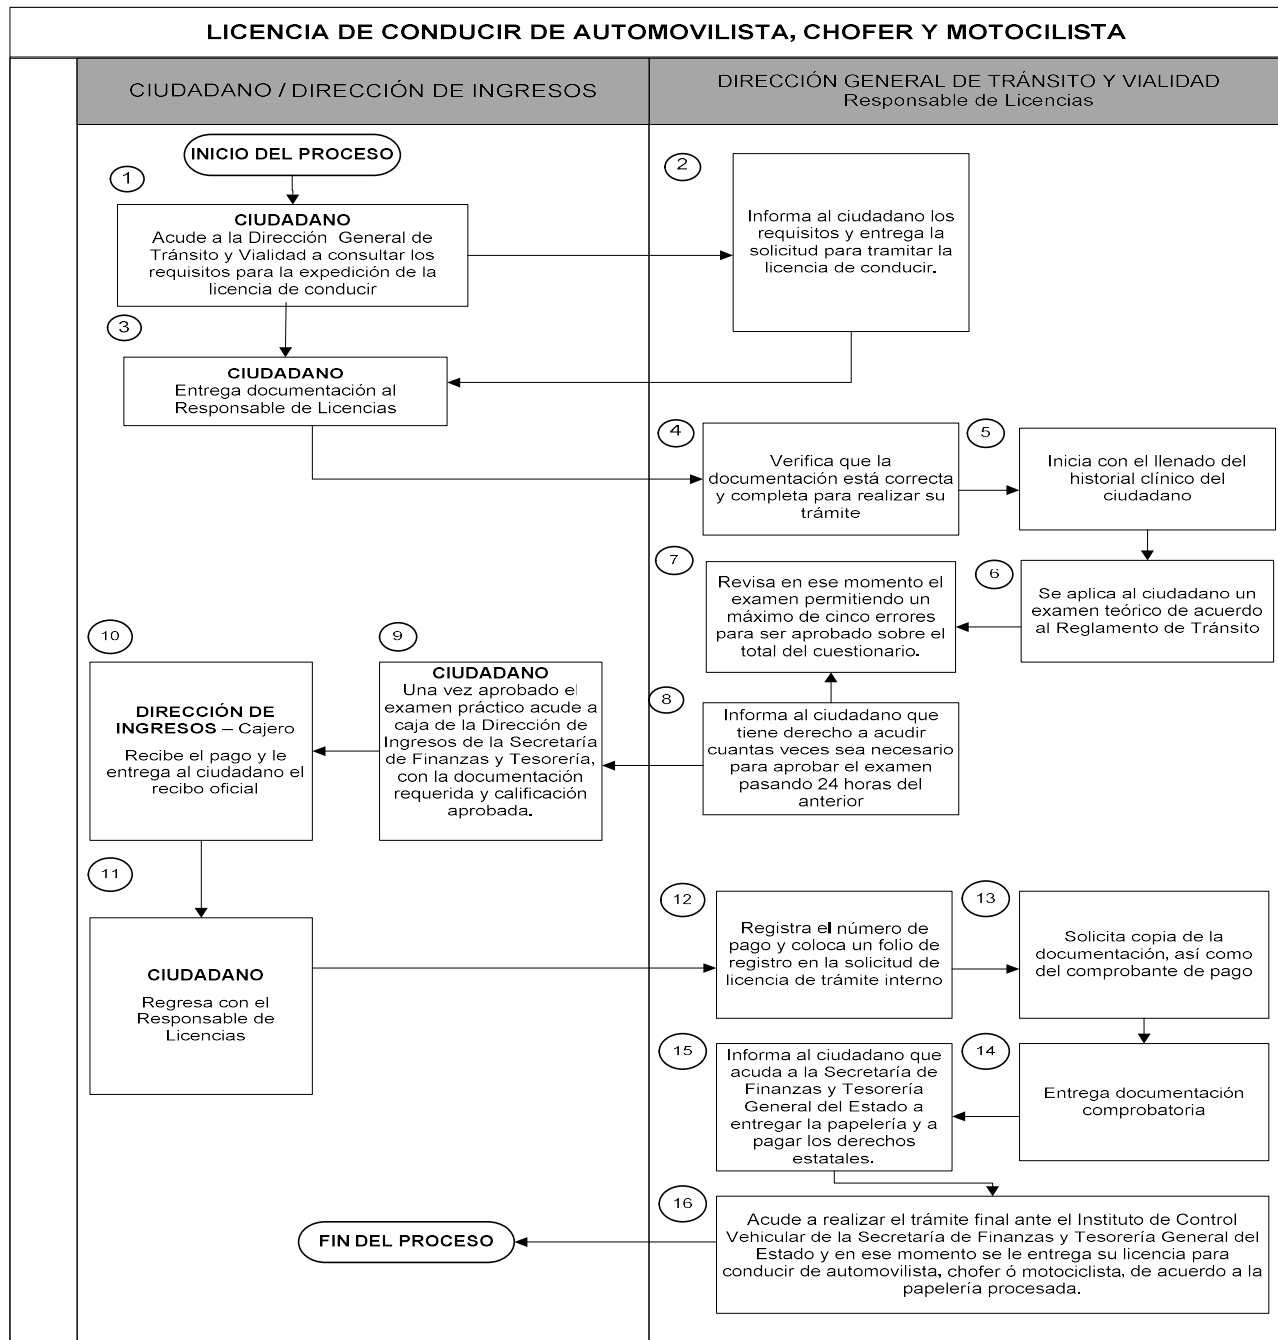 LICENCIA DE CONDUCIR DE AUTOMOVILISTA, CHOFER Y MOTOCILISTA
CIUDADANO / DIRECCIÓN DE INGRESOS
DIRECCIÓN GENERAL DE TRÁNSITO Y VIALIDAD
Responsable de Licencias
INICIO DEL PROCESO
1
CIUDADANO
Acude a la Dirección General de
Tránsito y Vialidad a consultar los
requisitos para la expedición de la
licencia de conducir
2
Informa al ciudadano los
requisitos y entrega la
solicitud para tramitar la
licencia de conducir.
3
CIUDADANO
Entrega documentación al
Responsable de Licencias
4
Verifica que la
documentación está correcta
y completa para realizar su
trámite
5
Inicia con el llenado del
historial clínico del
ciudadano
6
Se aplica al ciudadano un
examen teórico de acuerdo
al Reglamento de Tránsito
7
Revisa en ese momento el
examen permitiendo un
máximo de cinco errores
para ser aprobado sobre el
total del cuestionario.
8
Informa al ciudadano que
tiene derecho a acudir
cuantas veces sea necesario
para aprobar el examen
pasando 24 horas del
anterior
9
CIUDADANO
Una vez aprobado el
examen práctico acude a
caja de la Dirección de
Ingresos de la Secretaría
de Finanzas y Tesorería,
con la documentación
requerida y calificación
aprobada.
10
DIRECCIÓN DE
INGRESOS – Cajero
Recibe el pago y le
entrega al ciudadano el
recibo oficial
11
CIUDADANO
Regresa con el
Responsable de
Licencias
12
Registra el número de
pago y coloca un folio de
registro en la solicitud de
licencia de trámite interno
13
Solicita copia de la
documentación, así como
del comprobante de pago
14
Entrega documentación
comprobatoria
15
Informa al ciudadano que
acuda a la Secretaría de
Finanzas y Tesorería
General del Estado a
entregar la papelería y a
pagar los derechos
estatales.
16
Acude a realizar el trámite final ante el Instituto de Control
Vehicular de la Secretaría de Finanzas y Tesorería General del
Estado y en ese momento se le entrega su licencia para
conducir de automovilista, chofer ó motociclista, de acuerdo a la
papelería procesada.
FIN DEL PROCESO